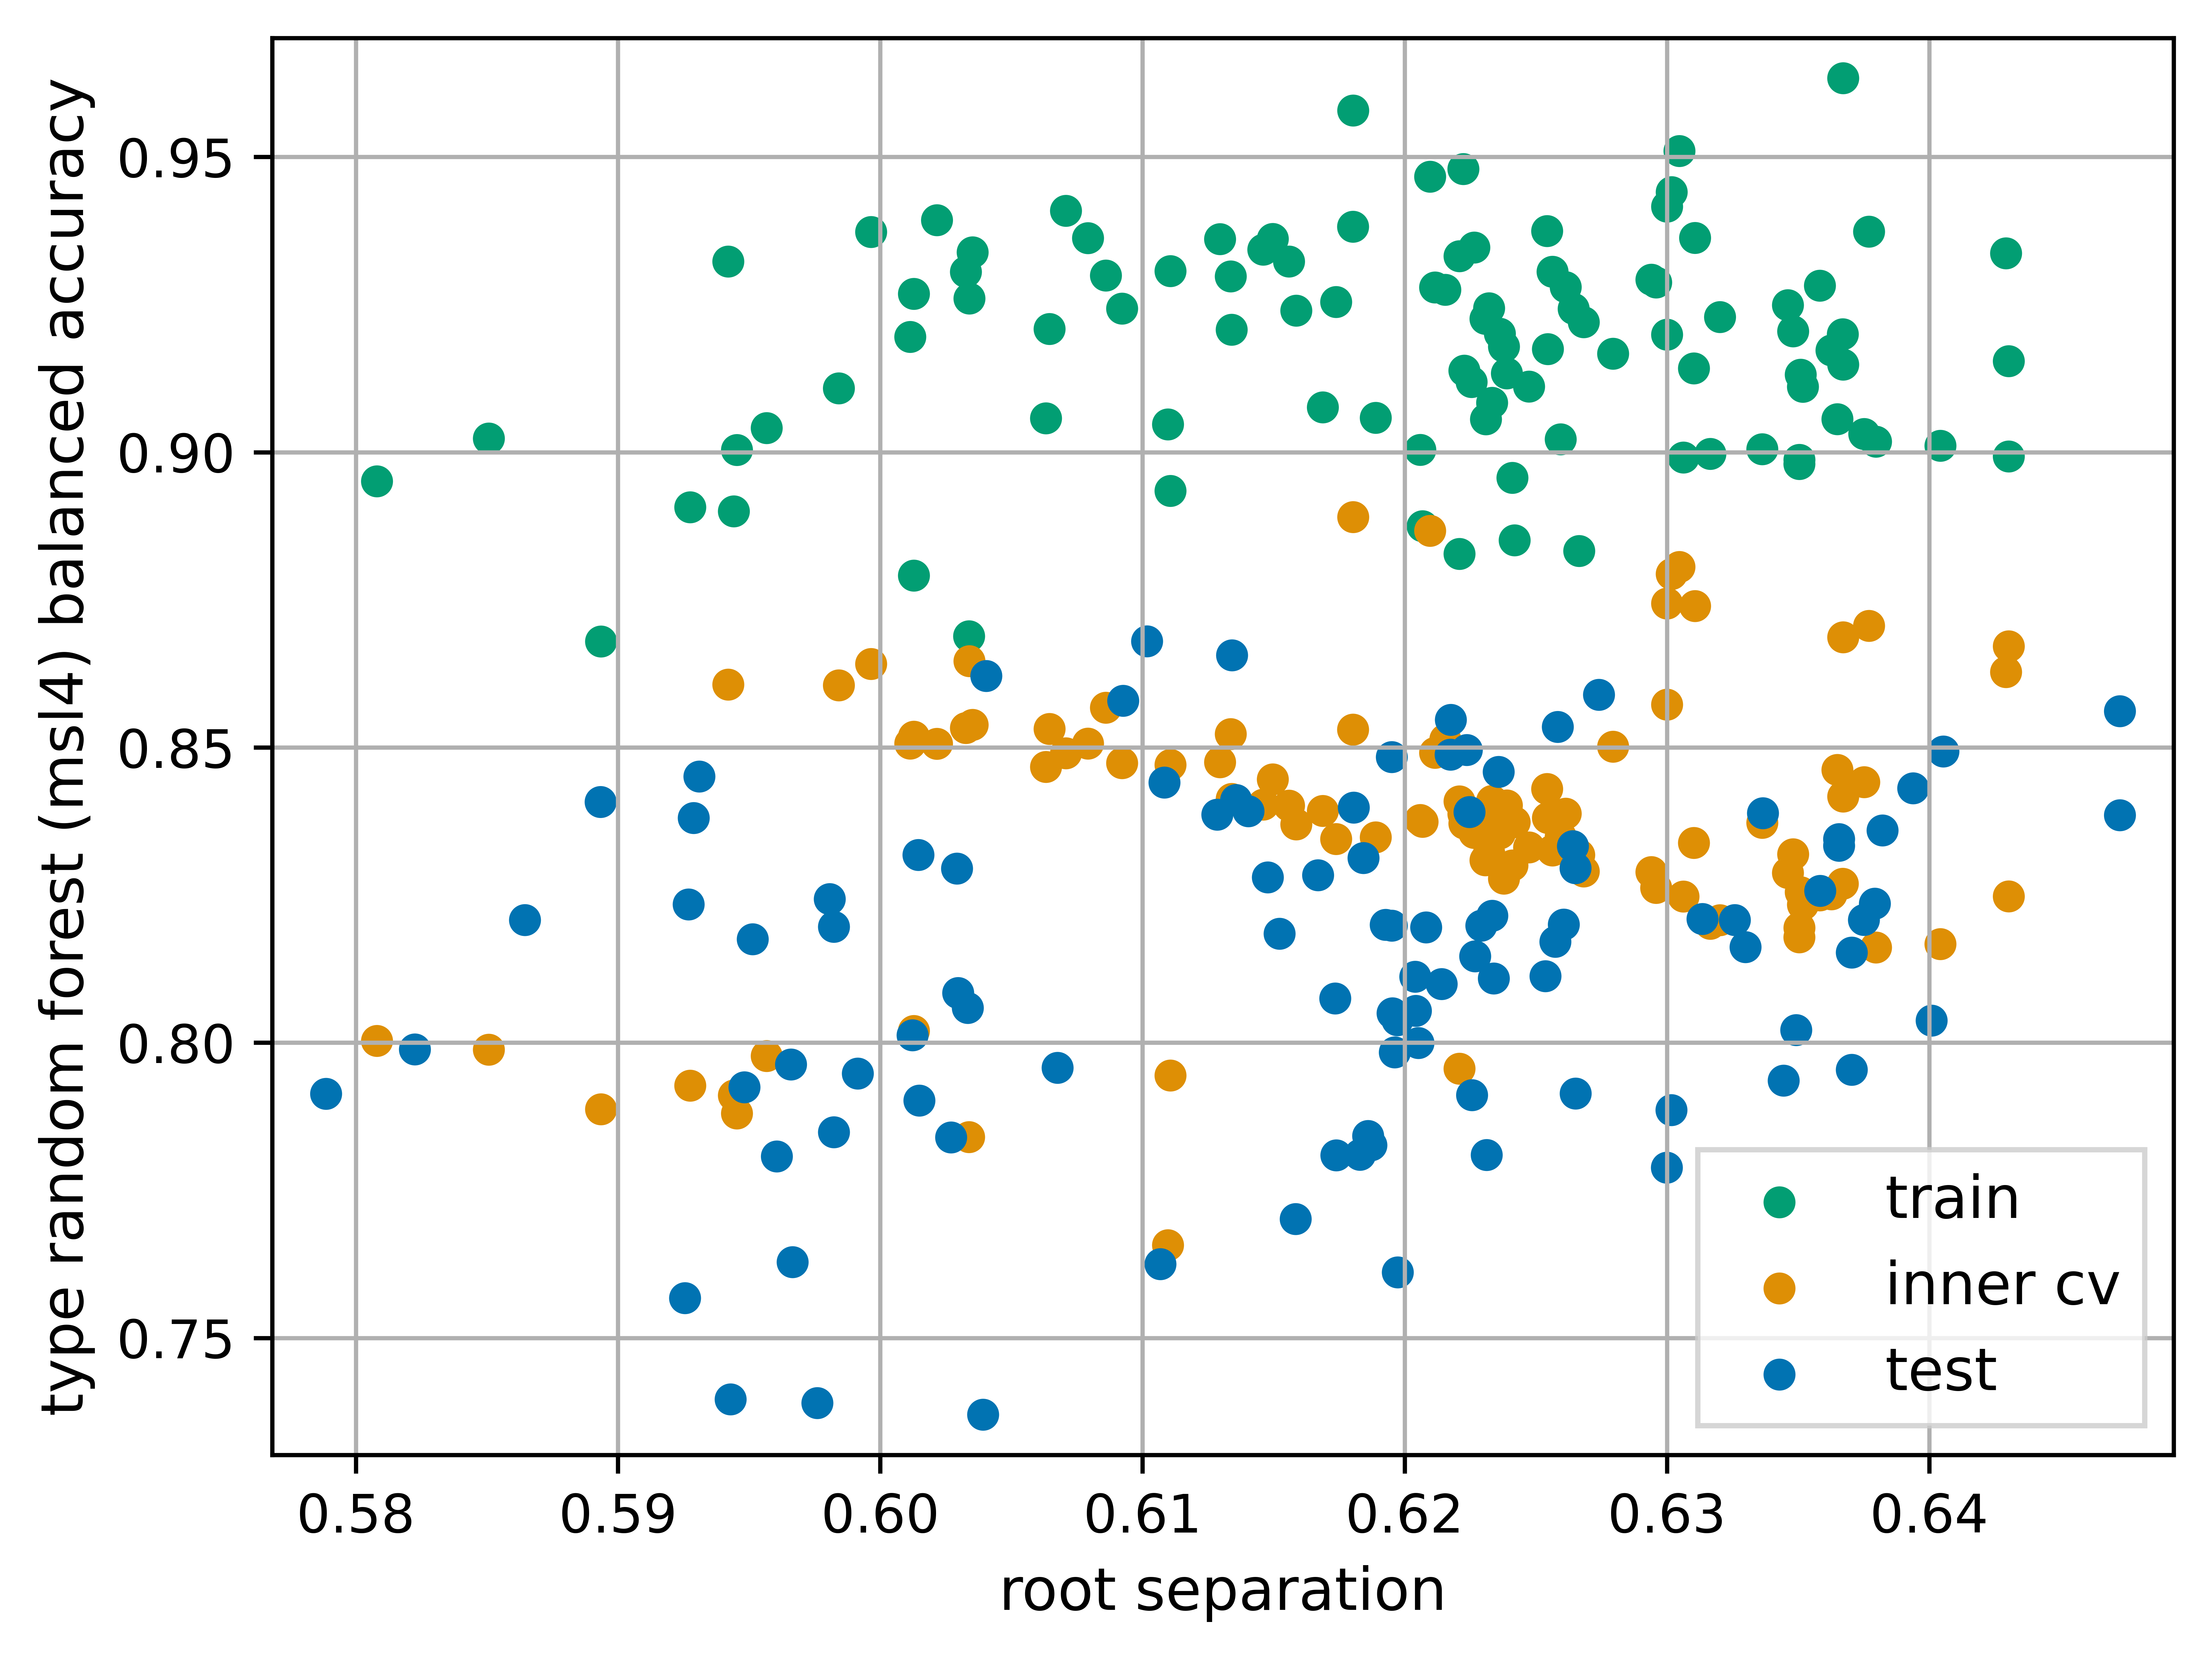 type random forest (msl4) balanced accuracy
0.95
0.90
0.85
0.80
0.75
0.58 0.59 0.60 0.61 0.62 0.63 0.64
root separation
train
inner cv
test